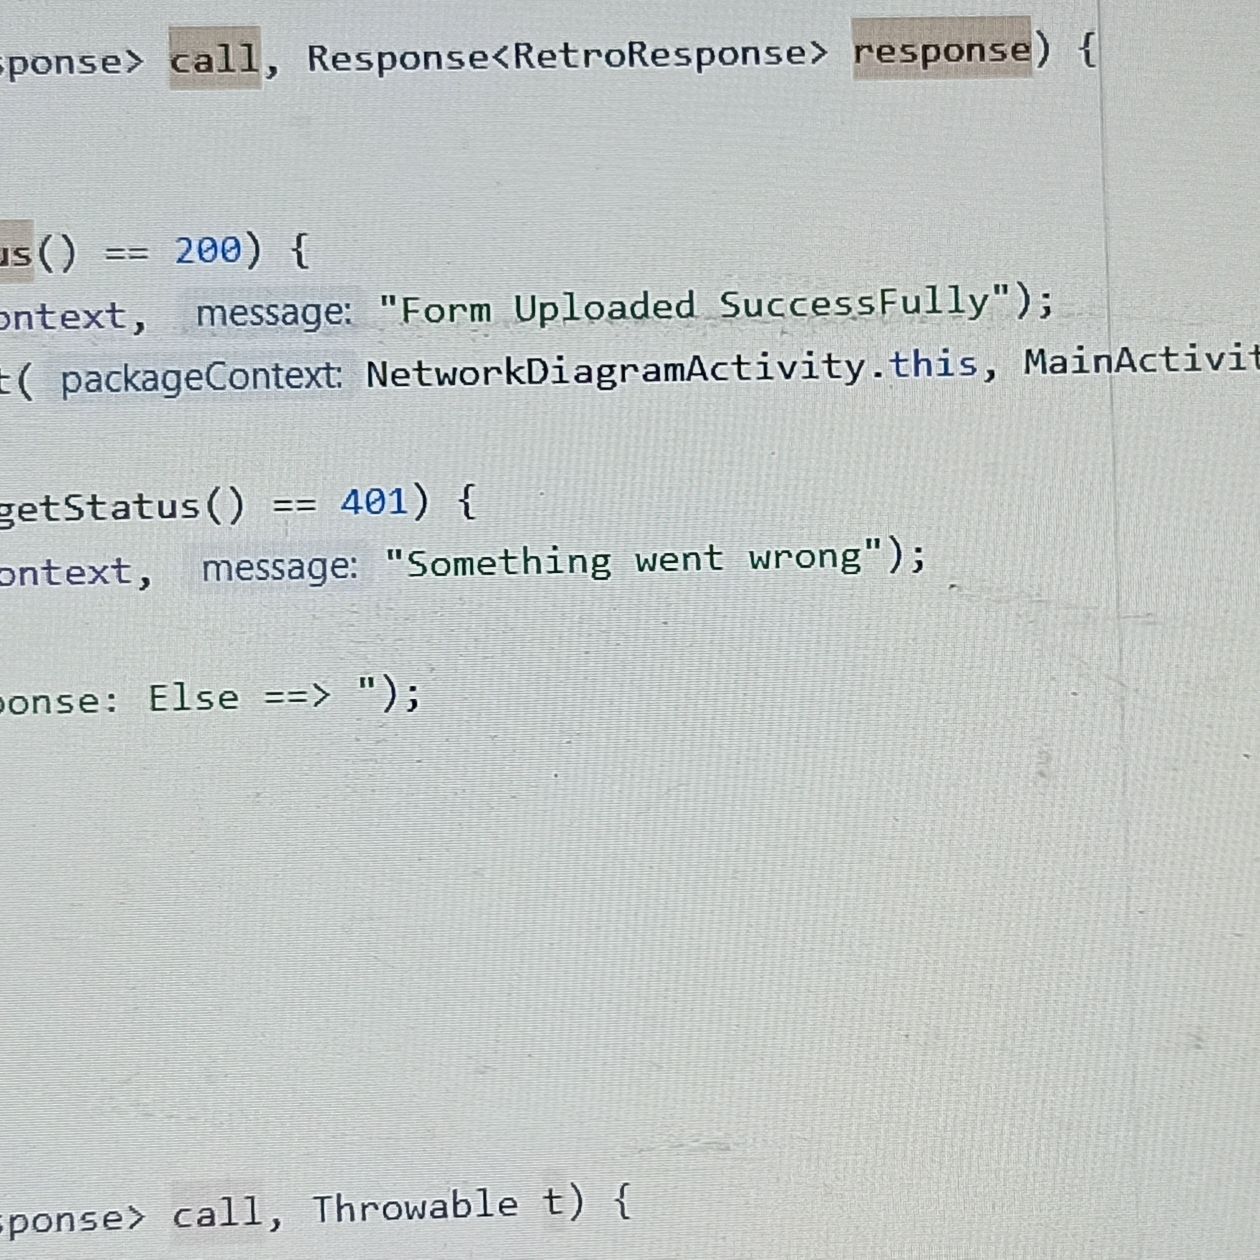 sponse> call, Response<RetroResponse> response) {
us() == 200) {
ontext, message: "Form Uploaded SuccessFully");
t( packageContext: NetworkDiagramActivity.this, MainActivit
getStatus() == 401) {
ontext, message: "Something went wrong");
ponse: Else ==> ");
sponse> call, Throwable t) {